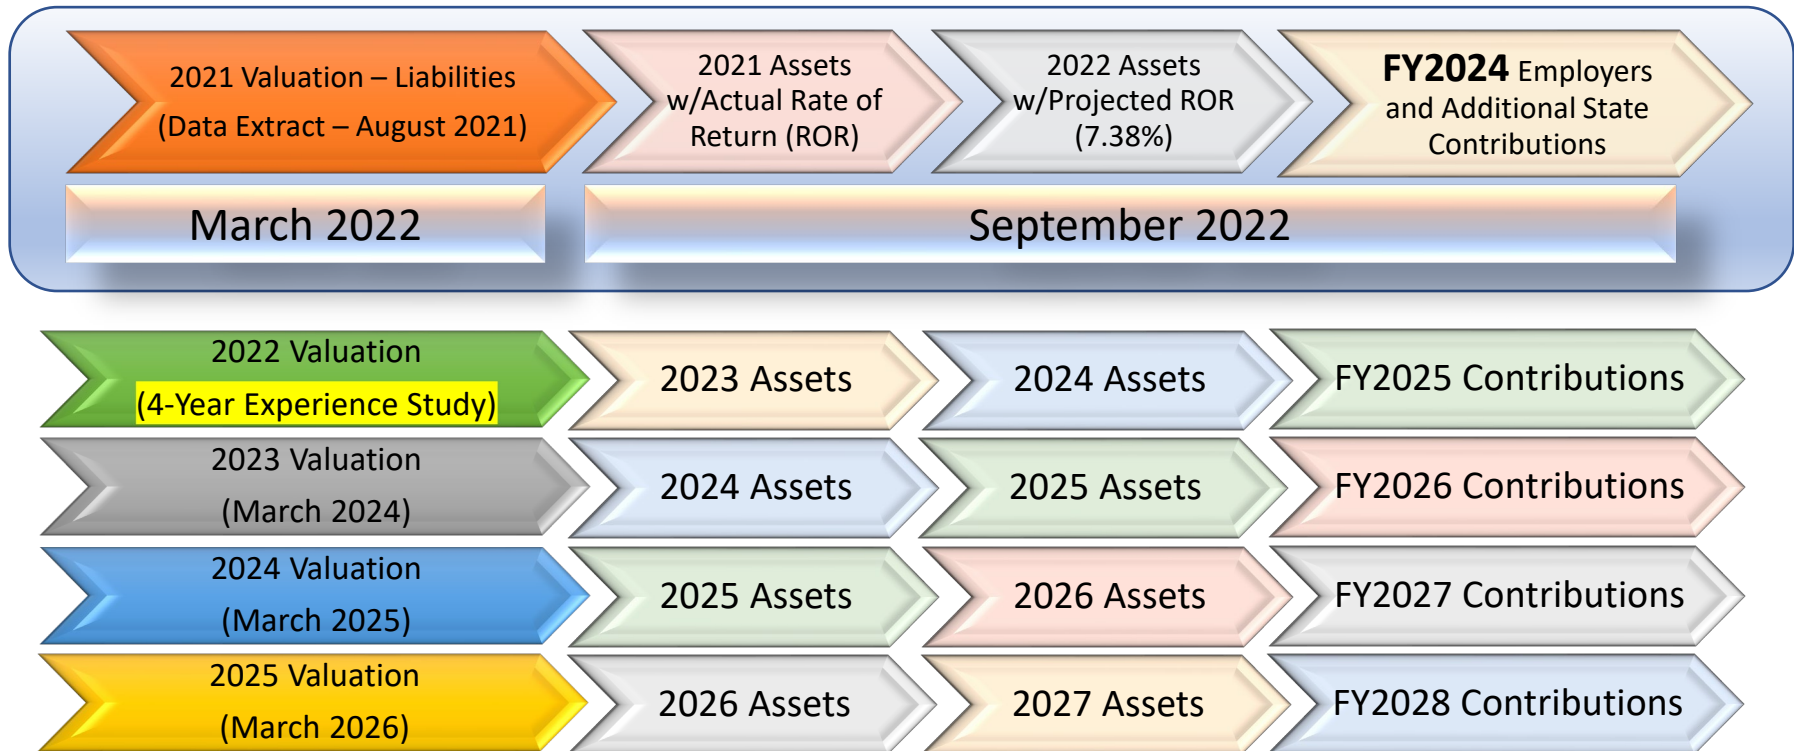 2021 Valuation – Liabilities
(Data Extract – August 2021)
2021 Assets
w/Actual Rate of
Return (ROR)
2022 Assets
w/Projected ROR
(7.38%)
FY2024 Employers
and Additional State
Contributions
March 2022
September 2022
2022 Valuation
(4-Year Experience Study)
2023 Assets
2024 Assets
FY2025 Contributions
2023 Valuation
(March 2024)
2024 Assets
2025 Assets
FY2026 Contributions
2024 Valuation
(March 2025)
2025 Assets
2026 Assets
FY2027 Contributions
2025 Valuation
(March 2026)
2026 Assets
2027 Assets
FY2028 Contributions